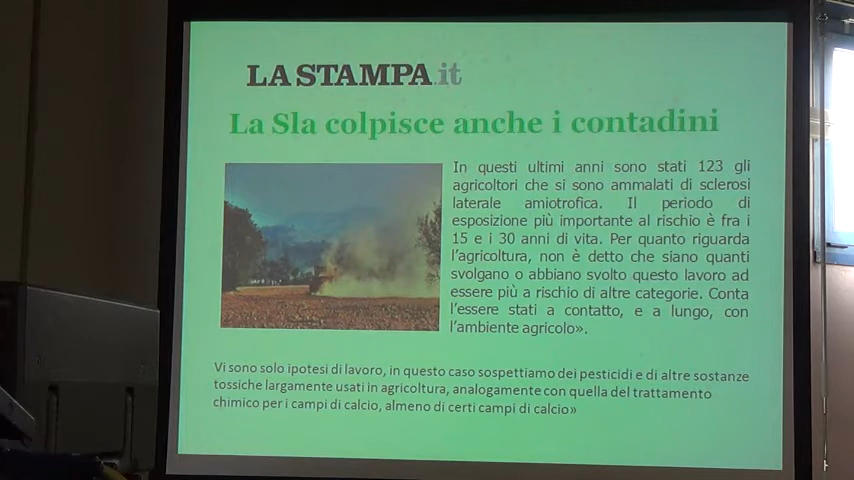 LA STAMPA.it
La Sla colpisce anche i contadini
In questi ultimi anni sono stati 123 gli
agricoltori che si sono ammalati di sclerosi
laterale amiotrofica. Il periodo di
esposizione più importante al rischio è fra i
15 e i 30 anni di vita. Per quanto riguarda
l'agricoltura, non è detto che siano quanti
svolgano o abbiano svolto questo lavoro ad
essere più a rischio di altre categorie. Conta
l'essere stati a contatto, e a lungo, con
l'ambiente agricolo».
Vi sono solo ipotesi di lavoro, in questo caso sospettiamo dei pesticidi e di altre sostanze
tossiche largamente usati in agricoltura, analogamente con quella del trattamento
chimico per i campi di calcio, almeno di certi campi di calcio»